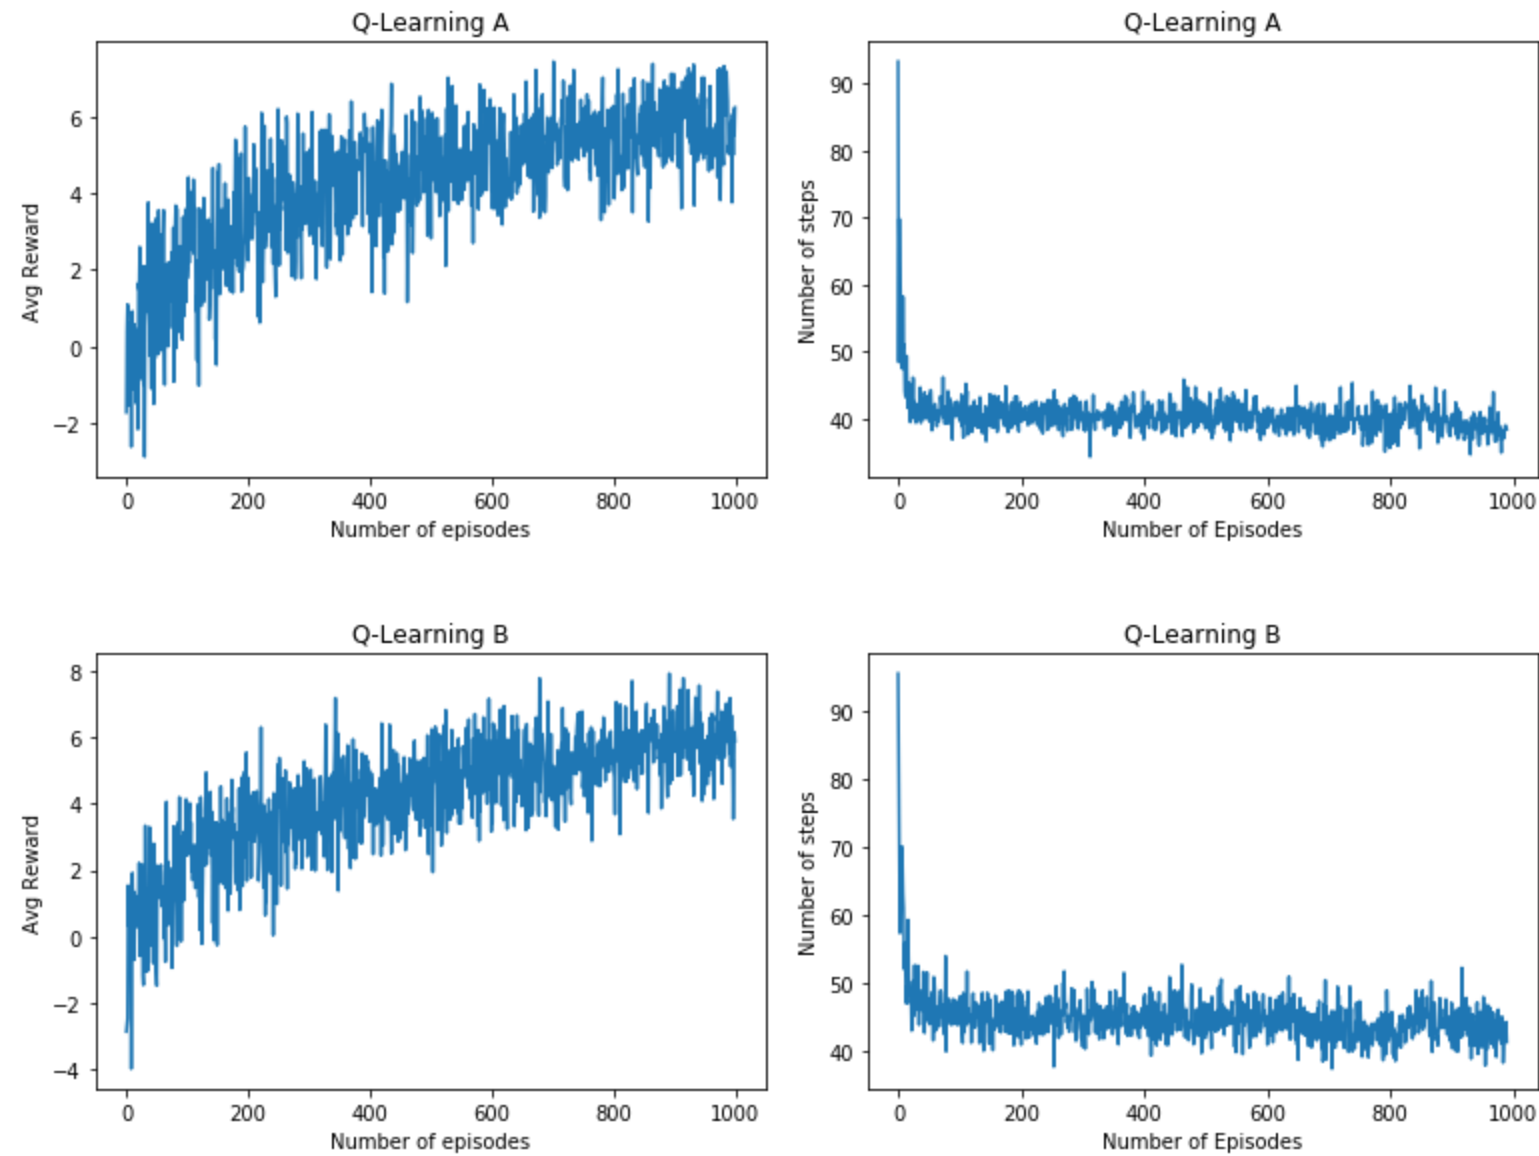 Q-Learning A
Avg Reward
6
4
2
0
−2
0 200 400 600 800 1000
Number of episodes
Q-Learning A
Number of steps
90
80
70
60
50
40
0 200 400 600 800 1000
Number of Episodes
Q-Learning B
Avg Reward
8
6
4
2
0
−2
−4
0 200 400 600 800 1000
Number of episodes
Q-Learning B
Number of steps
90
80
70
60
50
40
0 200 400 600 800 1000
Number of Episodes